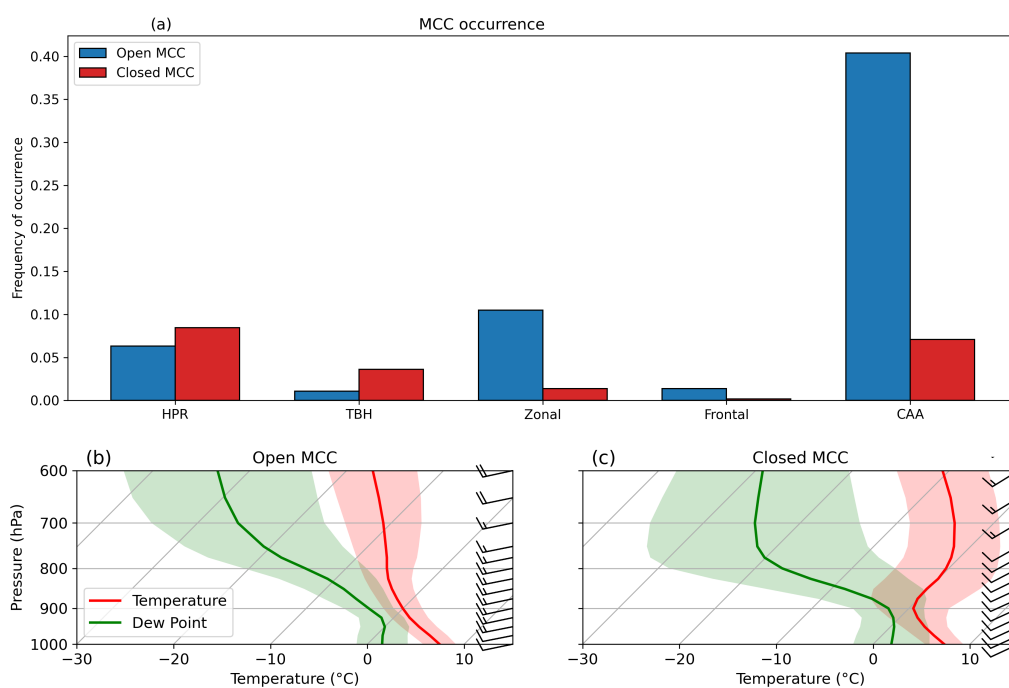 (a) MCC occurrence
Open MCC
Closed MCC
Frequency of occurrence
0.40
0.35
0.30
0.25
0.20
0.15
0.10
0.05
0.00
HPR TBH Zonal Frontal CAA
(b) Open MCC
Pressure (hPa)
600
700
800
900
1000
Temperature
Dew Point
−30 −20 −10 0 10
Temperature (°C)
(c) Closed MCC
−30 −20 −10 0 10
Temperature (°C)